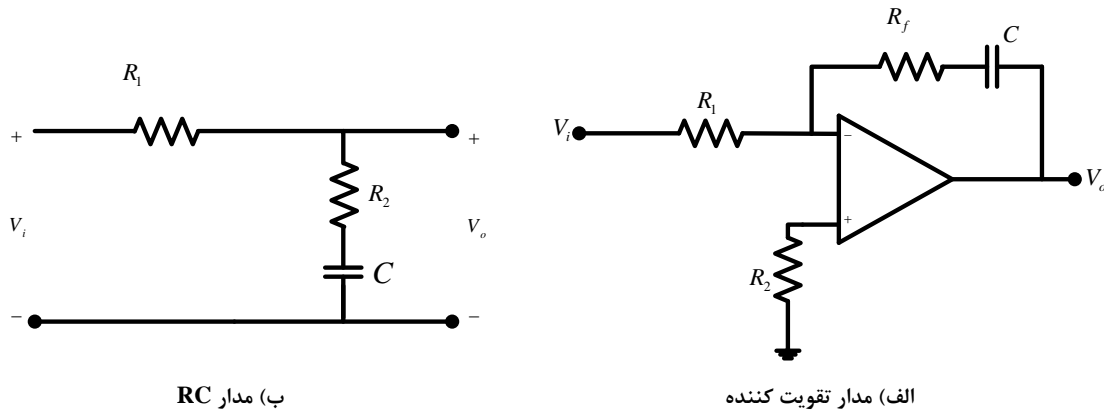 R_f
C
R_1
R_1
V_i
−
+
+
+
R_2
V_o
V_i
V_o
R_2
C
−
−
الف) مدار تقویت کننده
ب) مدار RC